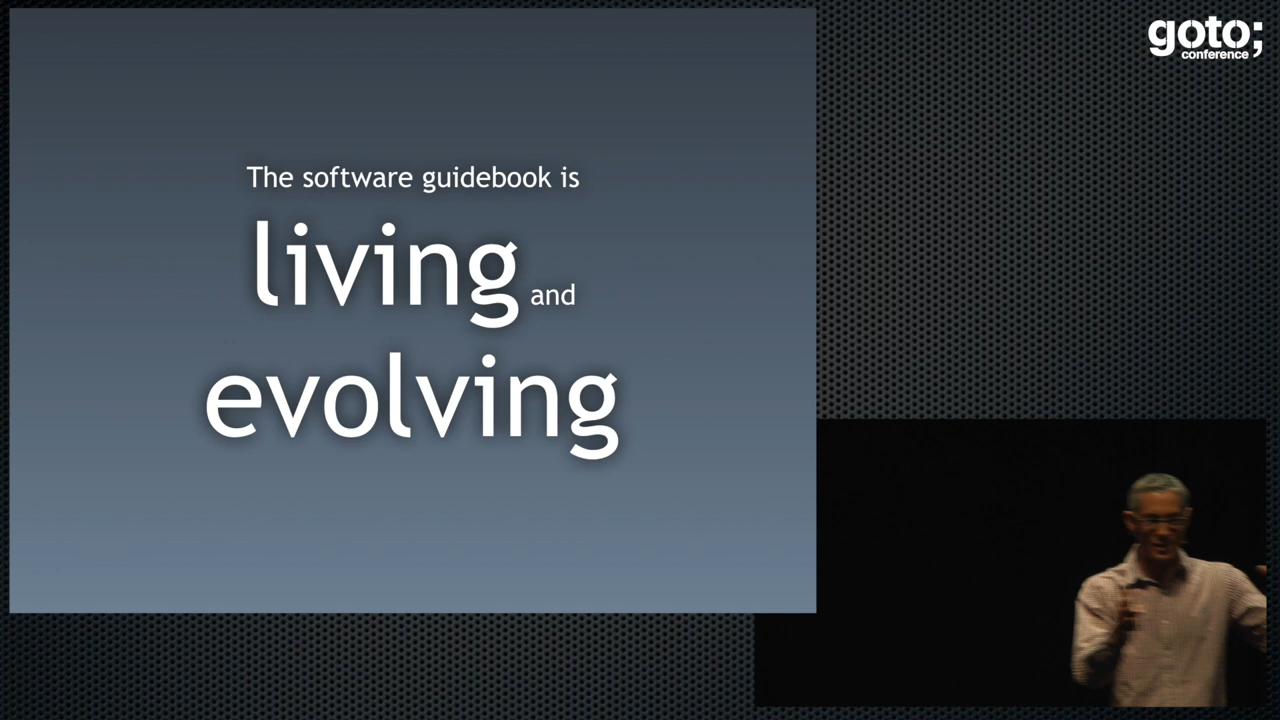 goto;
conference
The software guidebook is
living and
evolving